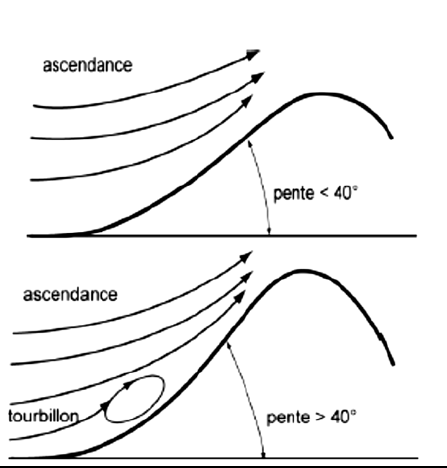 ascendance
pente < 40°
ascendance
tourbillon
pente > 40°